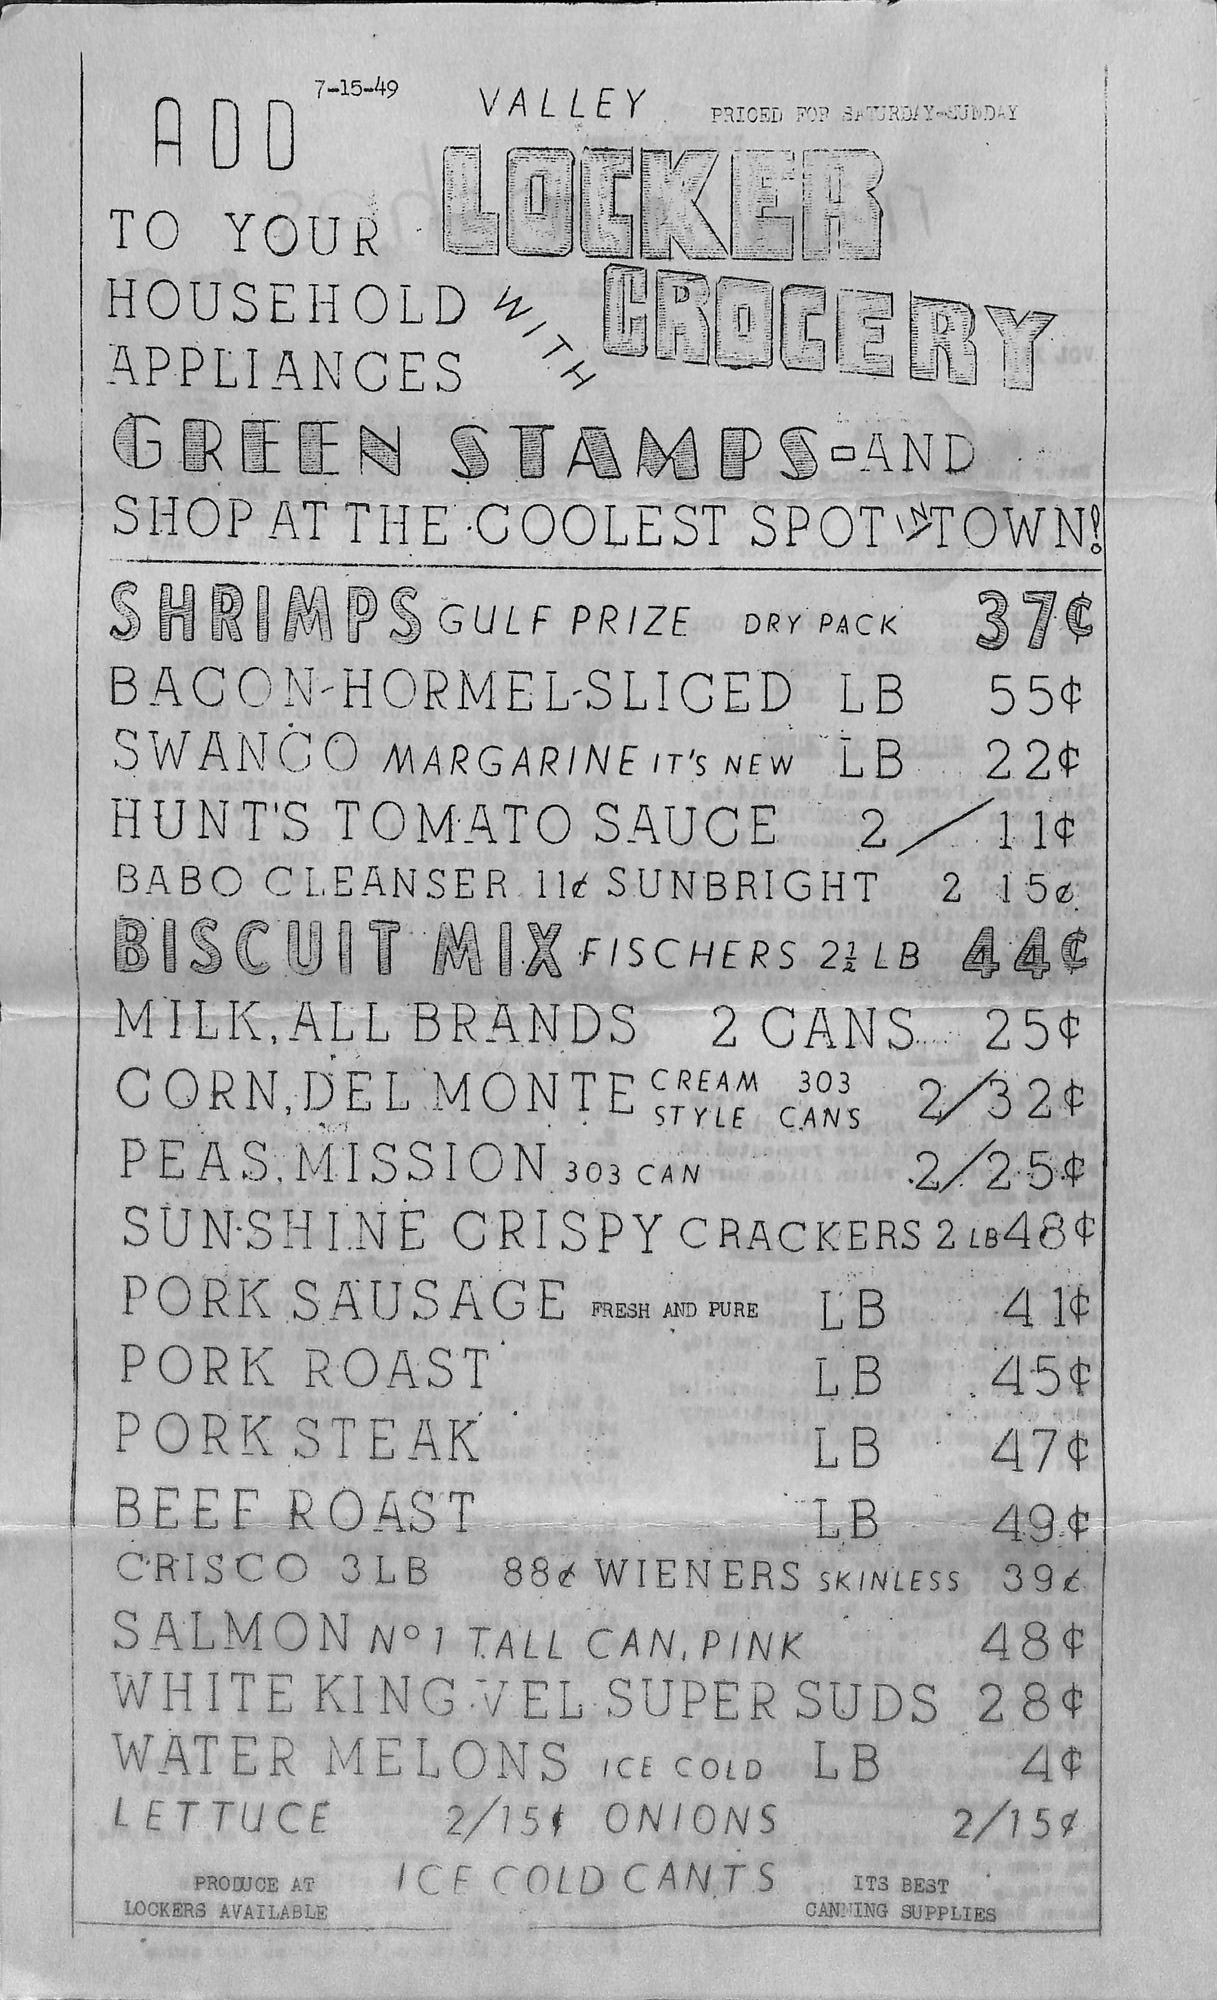 7-15-49
VALLEY
PRICED FOR SATURDAY-SUNDAY
ADD
LOCKER
TO YOUR
GROCERY
HOUSEHOLD WITH
APPLIANCES
GREEN STAMPS-AND
SHOP AT THE COOLEST SPOT IN TOWN!
SHRIMPS GULF PRIZE DRY PACK 37¢
BACON-HORMEL-SLICED LB 55¢
SWANCO MARGARINE IT'S NEW LB 22¢
HUNT'S TOMATO SAUCE 2/11¢
BABO CLEANSER 11¢ SUNBRIGHT 2 15¢
BISCUIT MIX FISCHERS 2½ LB 44¢
MILK, ALL BRANDS 2 CANS 25¢
CORN, DEL MONTE CREAM STYLE 303 CANS 2/32¢
PEAS, MISSION 303 CAN 2/25¢
SUNSHINE CRISPY CRACKERS 2 LB 48¢
PORK SAUSAGE FRESH AND PURE LB 41¢
PORK ROAST LB 45¢
PORK STEAK LB 47¢
BEEF ROAST LB 49¢
CRISCO 3 LB 88¢ WIENERS SKINLESS 39¢
SALMON Nº 1 TALL CAN, PINK 48¢
WHITE KING VEL SUPER SUDS 28¢
WATER MELONS ICE COLD LB 4¢
LETTUCE 2/15¢ ONIONS 2/15¢
ICE COLD CANTS
PRODUCE AT
LOCKERS AVAILABLE
ITS BEST
CANNING SUPPLIES